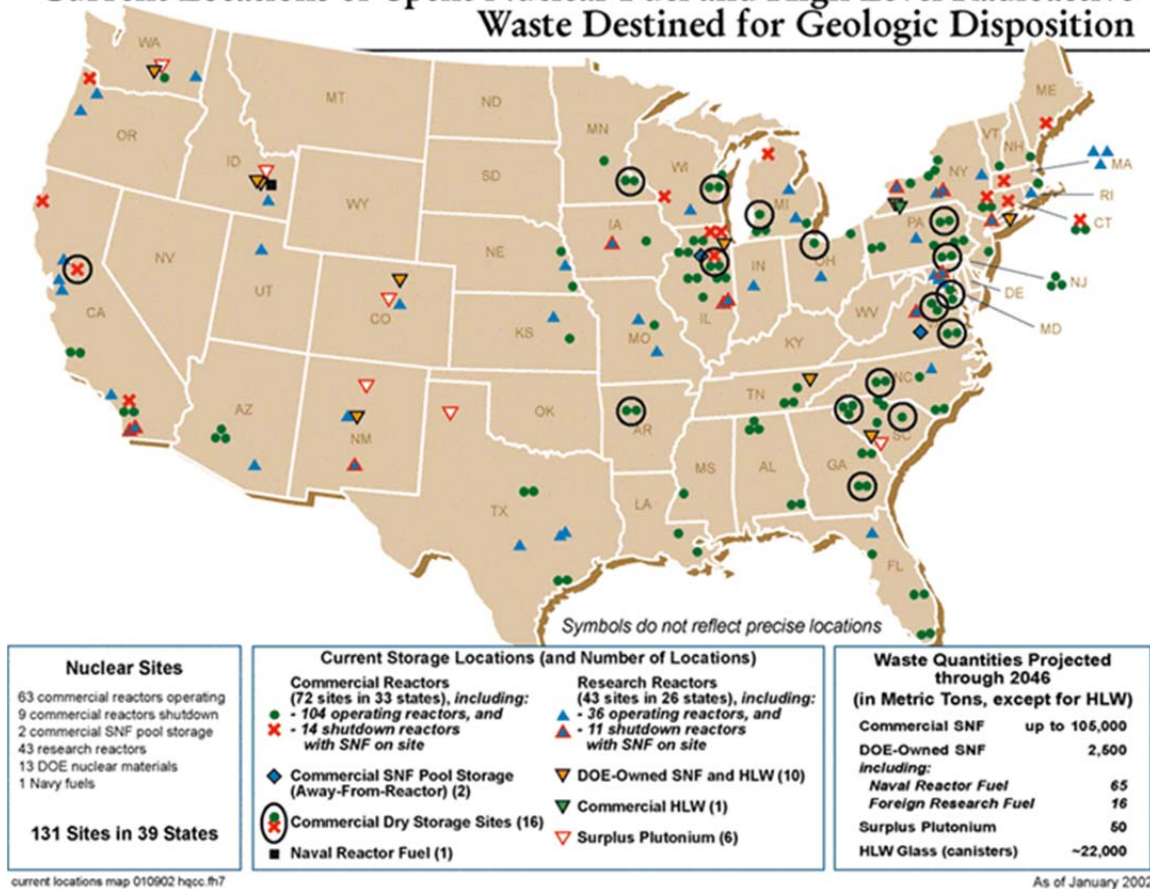 Current Locations of Spent Nuclear Fuel and High-Level Radioactive
Waste Destined for Geologic Disposition
WA
MT
ND
MN
ME
VT
NH
OR
ID
SD
WI
NY
MA
WY
MI
RI
IA
PA
CT
NV
NE
OH
NJ
UT
IN
DE
CA
CO
IL
WV
MD
KS
MO
KY
NC
TN
AZ
NM
OK
AR
SC
MS
AL
GA
TX
LA
FL
Symbols do not reflect precise locations
Nuclear Sites
63 commercial reactors operating
9 commercial reactors shutdown
2 commercial SNF pool storage
43 research reactors
13 DOE nuclear materials
1 Navy fuels
131 Sites in 39 States
Current Storage Locations (and Number of Locations)
Commercial Reactors
(72 sites in 33 states), including:
- 104 operating reactors, and
- 14 shutdown reactors
with SNF on site
Commercial SNF Pool Storage
(Away-From-Reactor) (2)
Commercial Dry Storage Sites (16)
Naval Reactor Fuel (1)
Research Reactors
(43 sites in 26 states), including:
- 36 operating reactors, and
- 11 shutdown reactors
with SNF on site
DOE-Owned SNF and HLW (10)
Commercial HLW (1)
Surplus Plutonium (6)
Waste Quantities Projected
through 2046
(in Metric Tons, except for HLW)
Commercial SNF up to 105,000
DOE-Owned SNF 2,500
including:
Naval Reactor Fuel 65
Foreign Research Fuel 16
Surplus Plutonium 50
HLW Glass (canisters) ~22,000
current locations map 010902 hqcc.fh7
As of January 2002